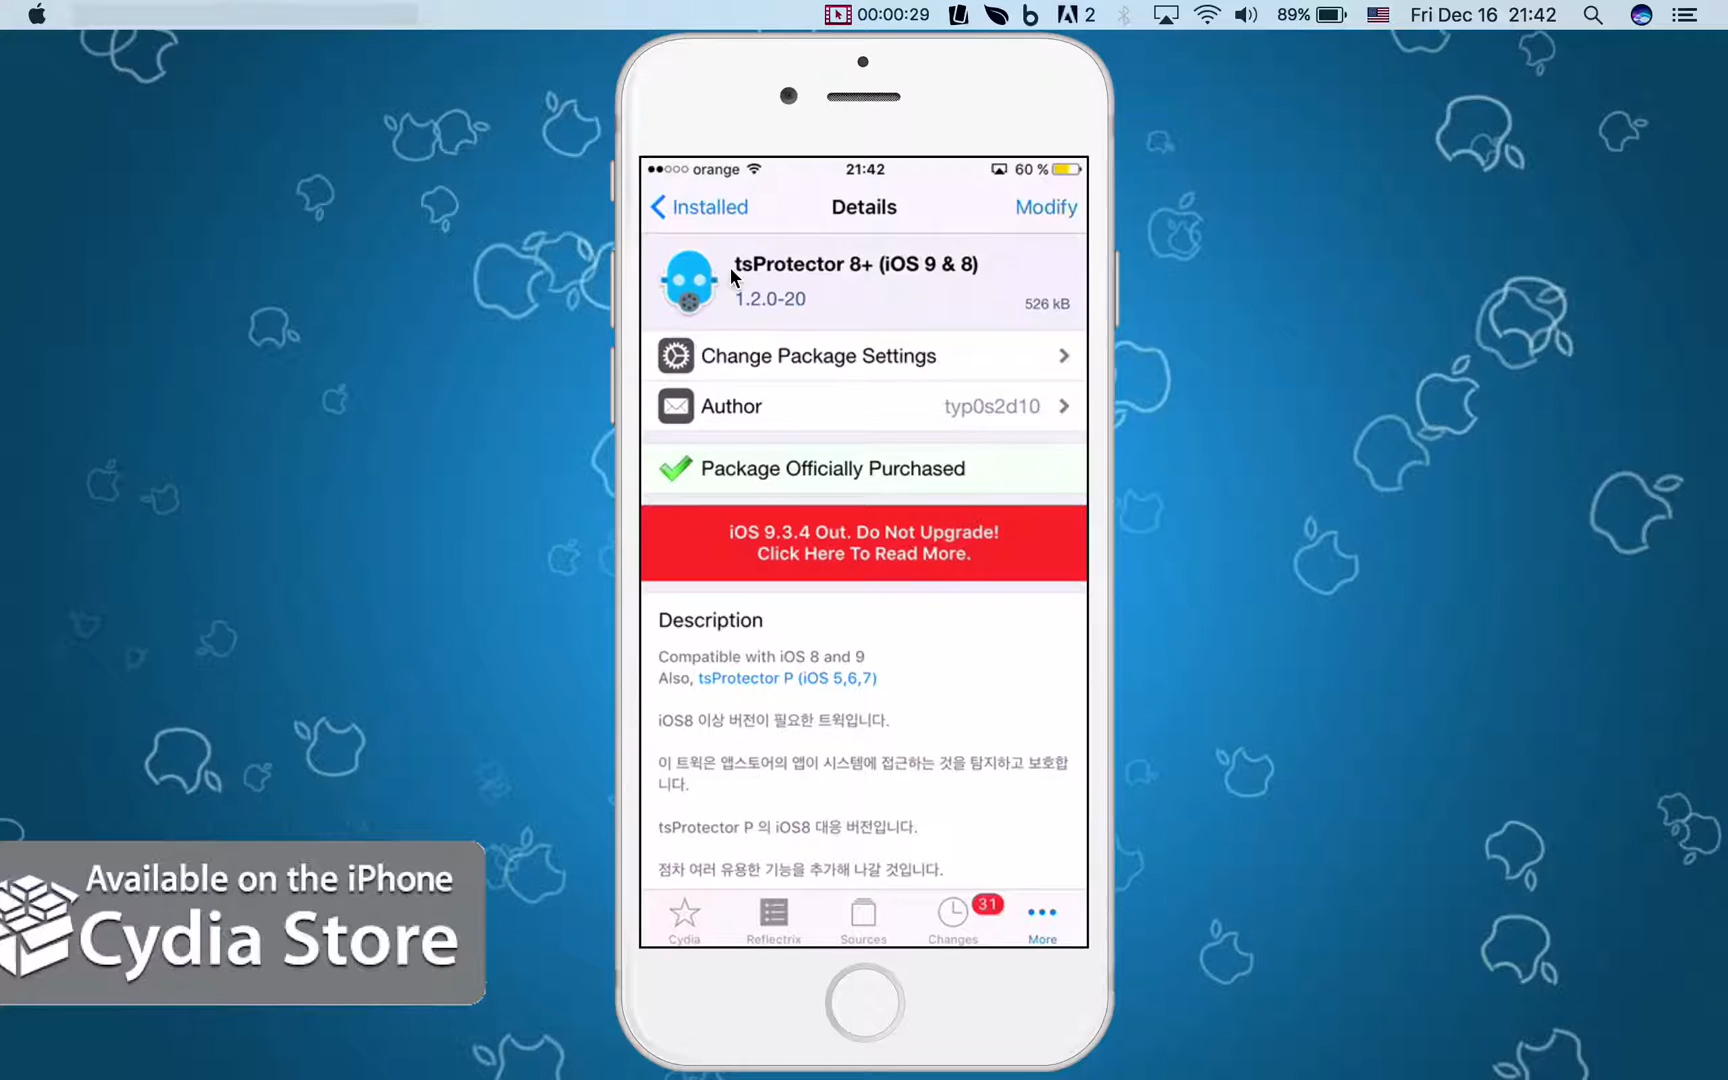 00:00:29 2 89% Fri Dec 16 21:42
orange 21:42 60 %
Installed Details Modify
tsProtector 8+ (iOS 9 & 8)
1.2.0-20 526 kB
Change Package Settings
Author typ0s2d10
Package Officially Purchased
iOS 9.3.4 Out. Do Not Upgrade!
Click Here To Read More.
Description
Compatible with iOS 8 and 9
Also, tsProtector P (iOS 5,6,7)
iOS8 이상 버전이 필요한 트윅입니다.
이 트윅은 앱스토어의 앱이 시스템에 접근하는 것을 탐지하고 보호합
니다.
tsProtector P 의 iOS8 대응 버전입니다.
점차 여러 유용한 기능을 추가해 나갈 것입니다.
31
Cydia Reflectrix Sources Changes More
Available on the iPhone
Cydia Store